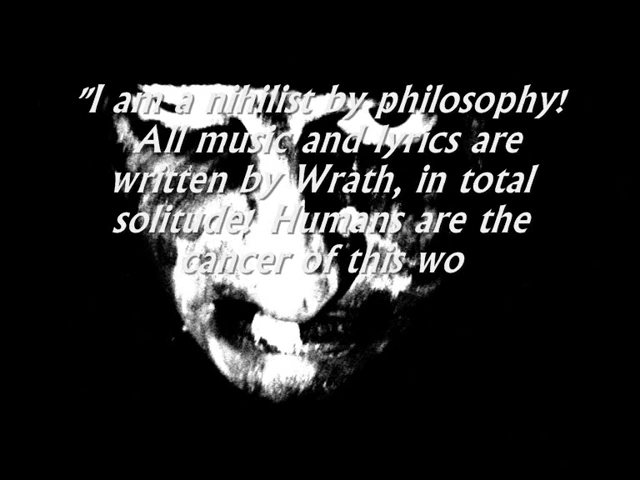 "I am a nihilist by philosophy!
All music and lyrics are
written by Wrath, in total
solitude! Humans are the
cancer of this wo